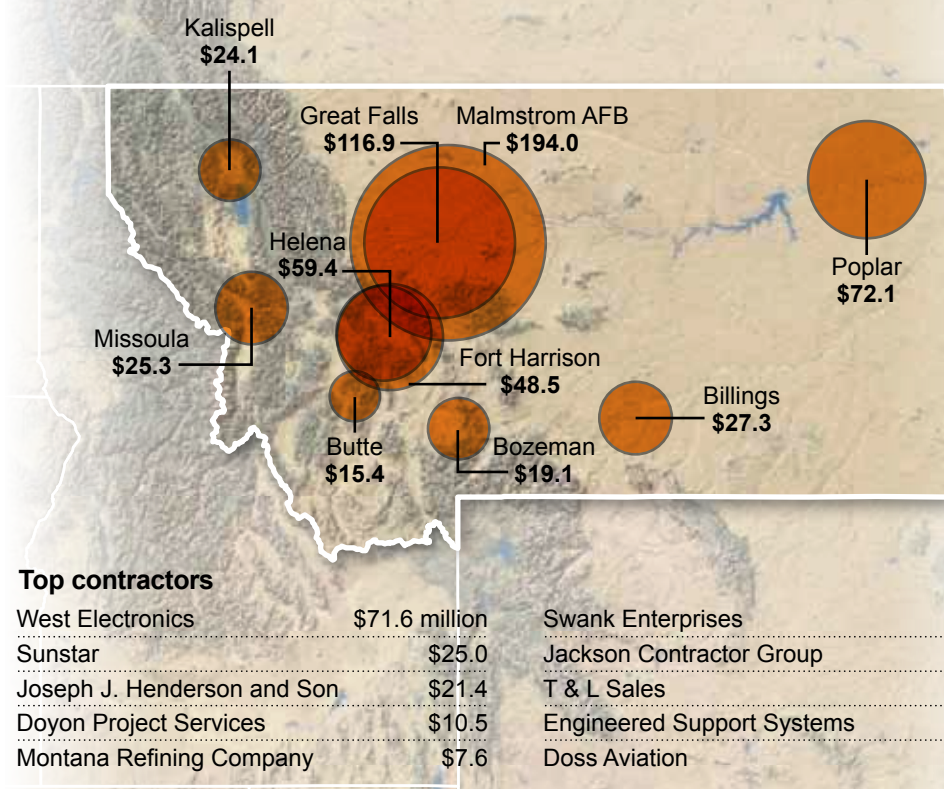 Kalispell
$24.1
Great Falls
$116.9
Malmstrom AFB
$194.0
Helena
$59.4
Poplar
$72.1
Missoula
$25.3
Fort Harrison
$48.5
Billings
$27.3
Butte
$15.4
Bozeman
$19.1
Top contractors
West Electronics $71.6 million
Sunstar $25.0
Joseph J. Henderson and Son $21.4
Doyon Project Services $10.5
Montana Refining Company $7.6
Swank Enterprises
Jackson Contractor Group
T & L Sales
Engineered Support Systems
Doss Aviation